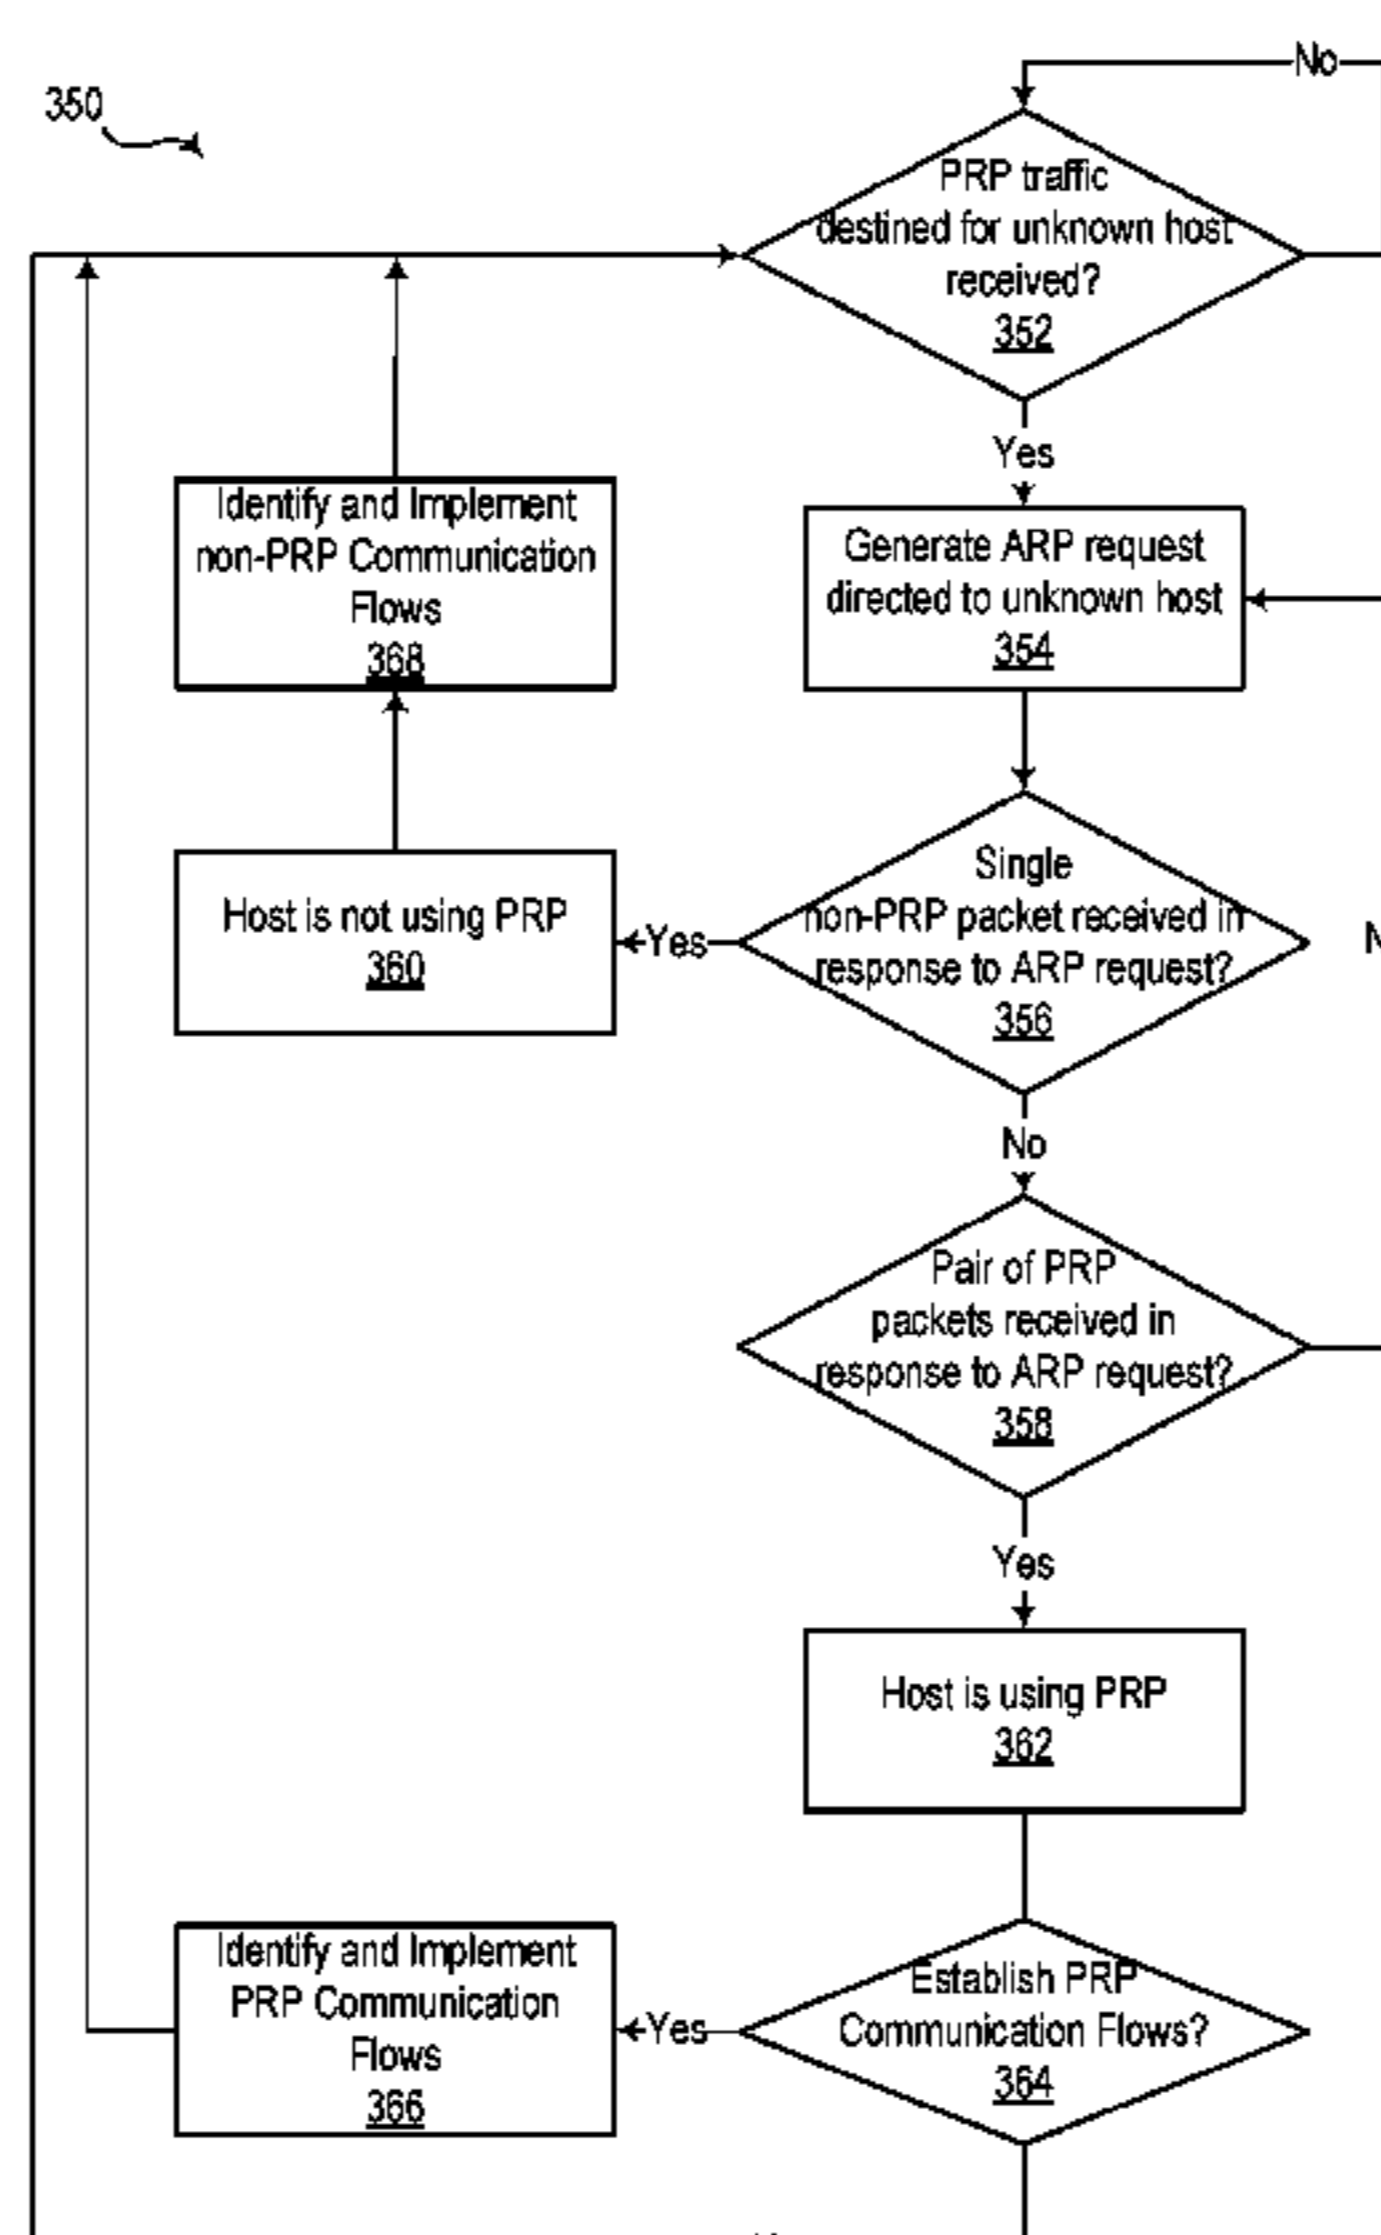 No
350
PRP traffic
destined for unknown host
received?
352
Yes
Identify and Implement
non-PRP Communication
Flows
368
Generate ARP request
directed to unknown host
354
Host is not using PRP
360
Yes
Single
non-PRP packet received in
response to ARP request?
356
No
Pair of PRP
packets received in
response to ARP request?
358
Yes
Host is using PRP
362
Identify and Implement
PRP Communication
Flows
366
Yes
Establish PRP
Communication Flows?
364